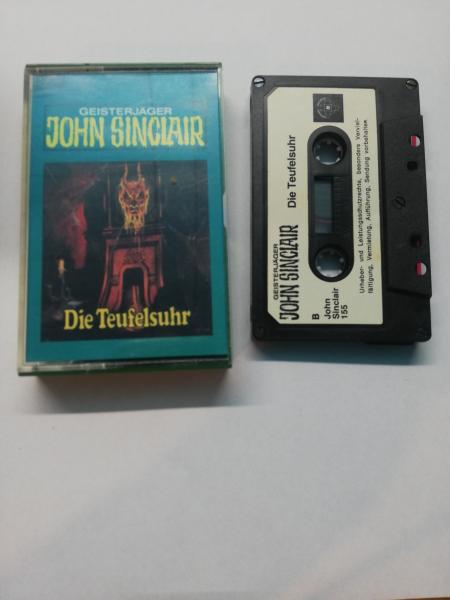 GEISTERJÄGER
JOHN SINCLAIR
Die Teufelsuhr
GEISTERJÄGER
JOHN SINCLAIR
Die Teufelsuhr
B
John
Sinclair
155
Urheber- und Leistungsschutzrechte, besonders Verviel-
fältigung, Vermietung, Aufführung, Sendung vorbehalten